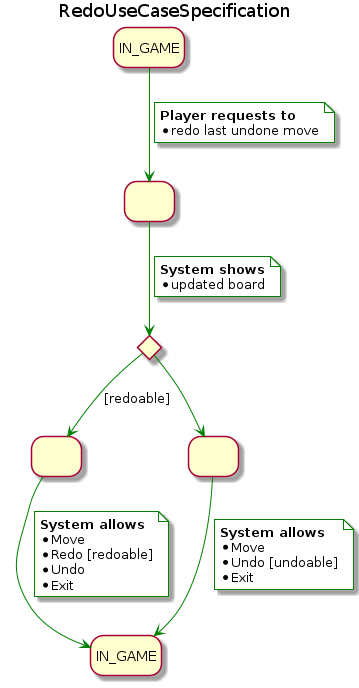 RedoUseCaseSpecification
IN_GAME
Player requests to
• redo last undone move
System shows
• updated board
[redoable]
System allows
• Move
• Redo [redoable]
• Undo
• Exit
System allows
• Move
• Undo [undoable]
• Exit
IN_GAME